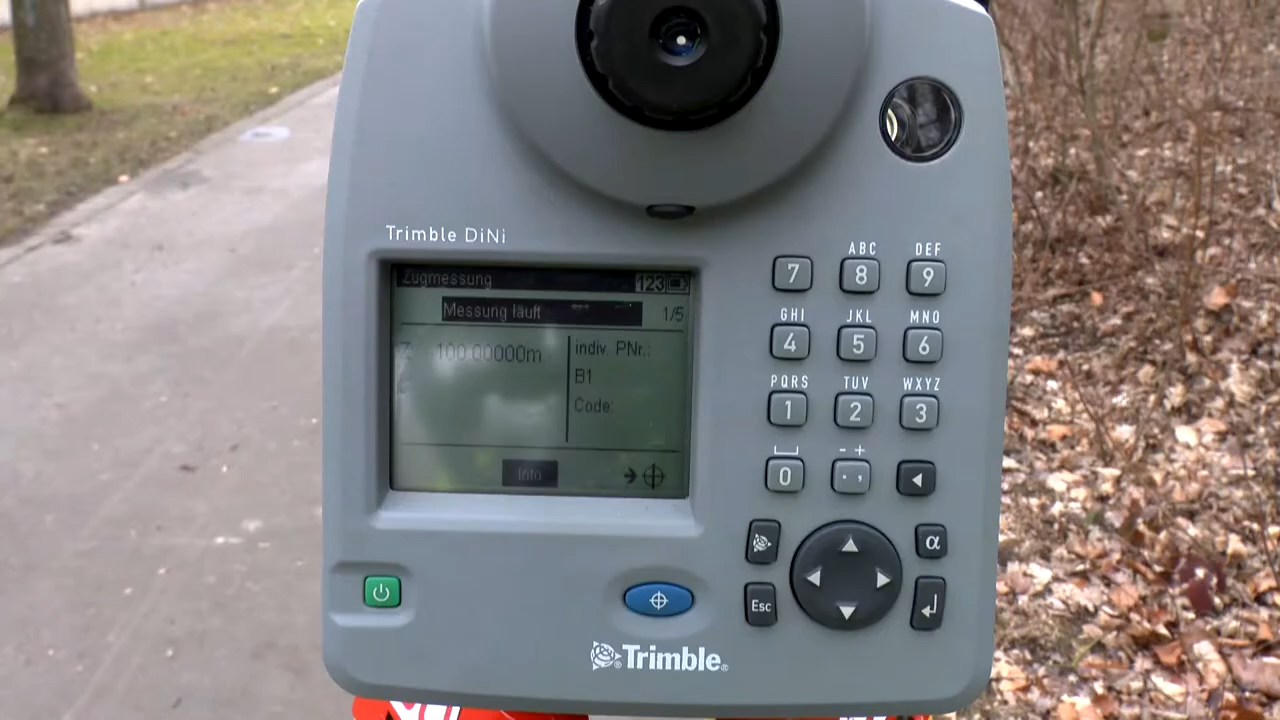 Trimble DiNi
Zugmessung 123
Messung läuft 1/5
Z 100.00000m
indiv. PNr.:
B1
Code:
Info
7 ABC 8 DEF 9
GHI 4 JKL 5 MNO 6
PQRS 1 TUV 2 WXYZ 3
0 - + . ,
α
Esc
Trimble